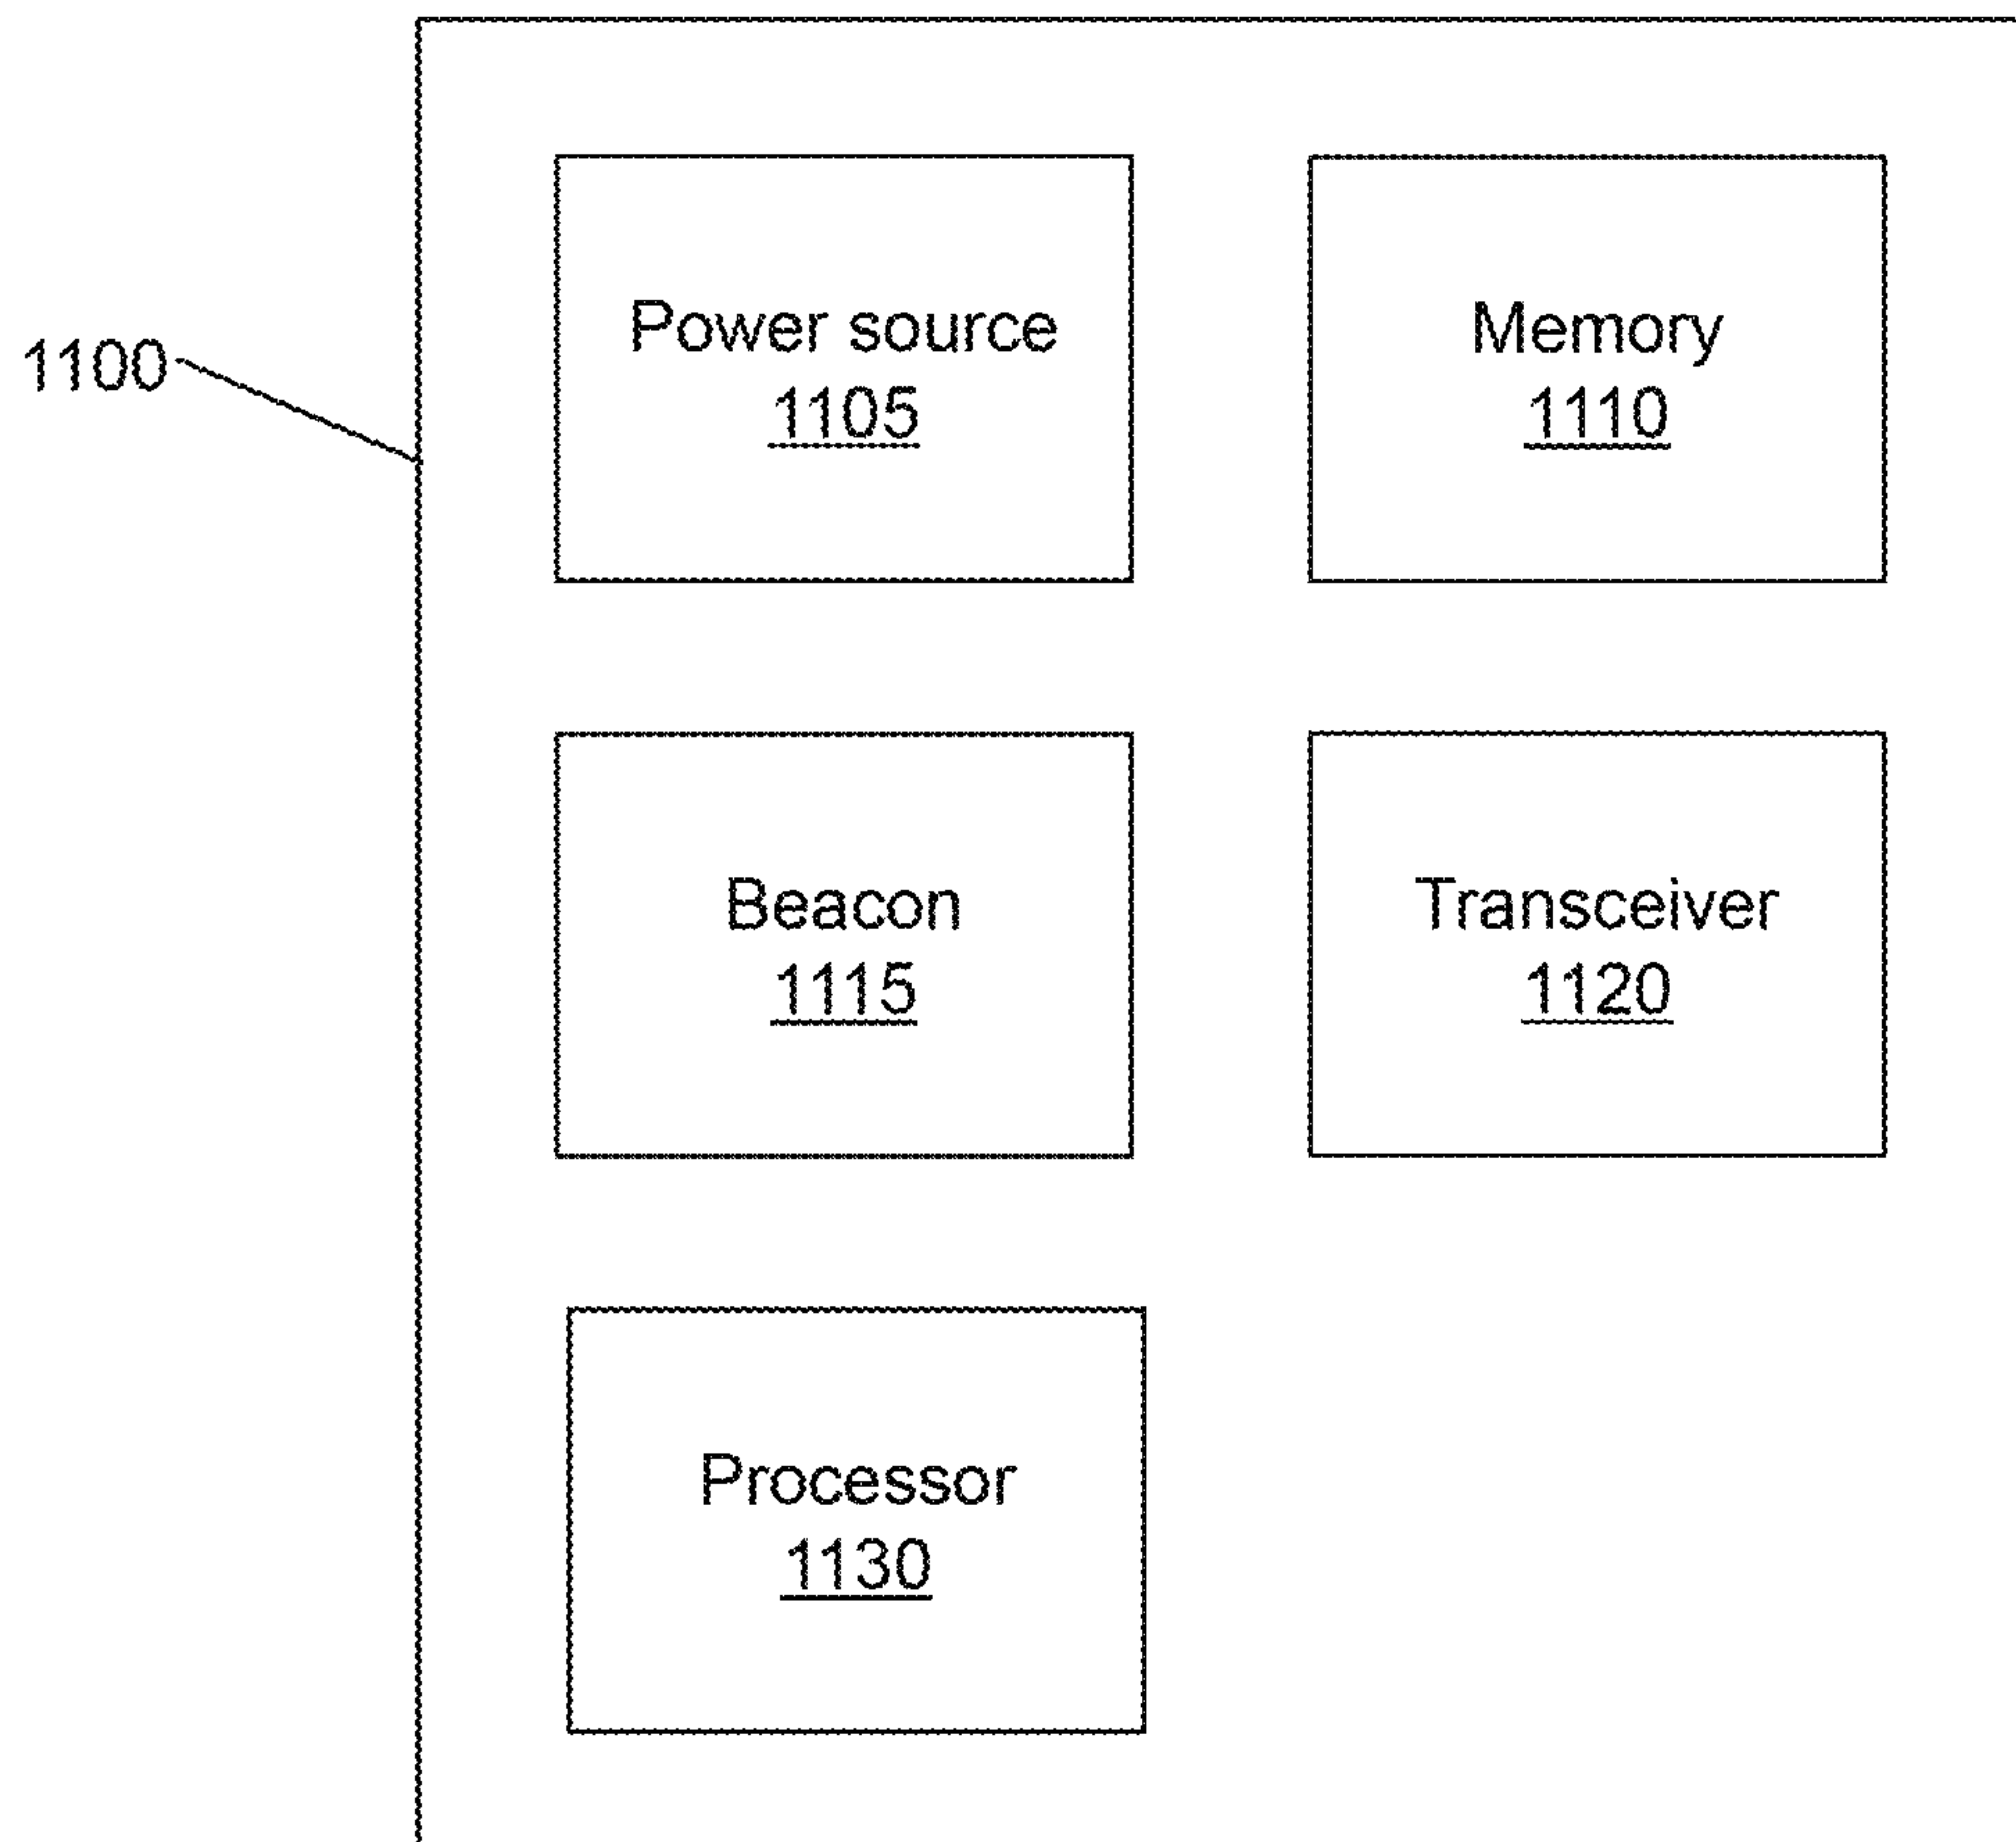 1100
Power source
1105
Memory
1110
Beacon
1115
Transceiver
1120
Processor
1130